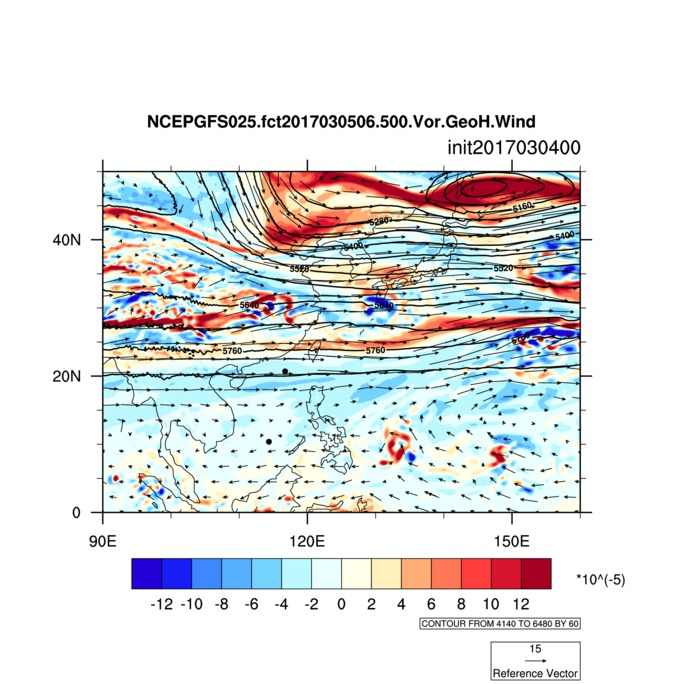 NCEPGFS025.fct2017030506.500.Vor.GeoH.Wind
init2017030400
5160
5280
40N
5400
5400
5520
5520
5640
5640
5760
5760
20N
0
90E 120E 150E
-12 -10 -8 -6 -4 -2 0 2 4 6 8 10 12
*10^(-5)
CONTOUR FROM 4140 TO 6480 BY 60
15
Reference Vector